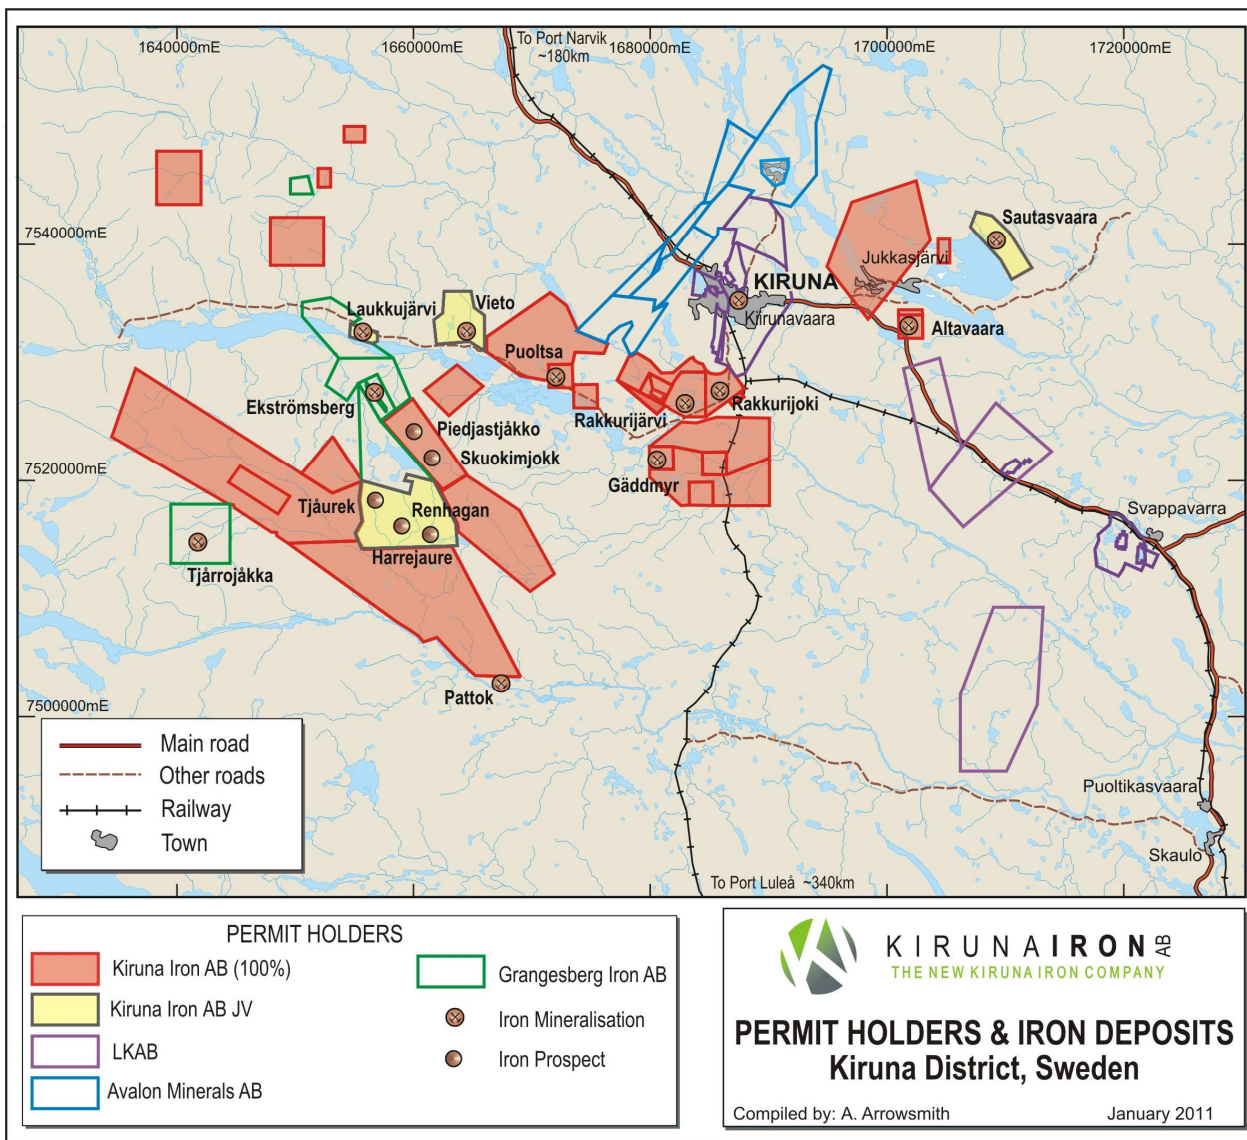 1640000mE
1660000mE
To Port Narvik
~180km
1680000mE
1700000mE
1720000mE
7540000mE
Sautasvaara
Jukkasjärvi
KIRUNA
Kiirunavaara
Laukkujärvi
Vieto
Altavaara
Puoltsa
Ekströmsberg
Rakkurijärvi
Rakkurijoki
Piedjastjåkko
Skuokimjokk
7520000mE
Gäddmyr
Tjåurek
Renhagan
Harrejaure
Svappavarra
Tjårrojåkka
Pattok
7500000mE
Puoltikasvaara
Skaulo
To Port Luleå ~340km
Main road
Other roads
Railway
Town
PERMIT HOLDERS
Kiruna Iron AB (100%)
Kiruna Iron AB JV
LKAB
Avalon Minerals AB
Grangesberg Iron AB
Iron Mineralisation
Iron Prospect
KIRUNAIRON AB
THE NEW KIRUNA IRON COMPANY
PERMIT HOLDERS & IRON DEPOSITS
Kiruna District, Sweden
Compiled by: A. Arrowsmith January 2011